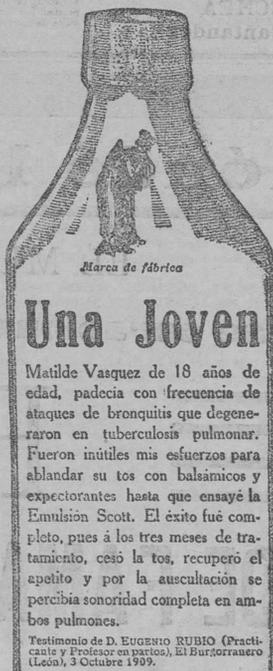 Marca de fábrica
Una Joven
Matilde Vasquez de 18 años de
edad, padecia con frecuencia de
ataques de bronquitis que degene-
raron en tuberculosis pulmonar.
Fueron inútiles mis esfuerzos para
ablandar su tos con balsámicos y
expectorantes hasta que ensayé la
Emulsión Scott. El éxito fué com-
pleto, pues á los tres meses de tra-
tamiento, cesó la tos, recuperó el
apetito y por la auscultación se
percibia sonoridad completa en am-
bos pulmones.
Testimonio de D. EUGENIO RUBIO (Practi-
cante y Profesor en partos), El Burgorranero
(León), 3 Octubre 1909.